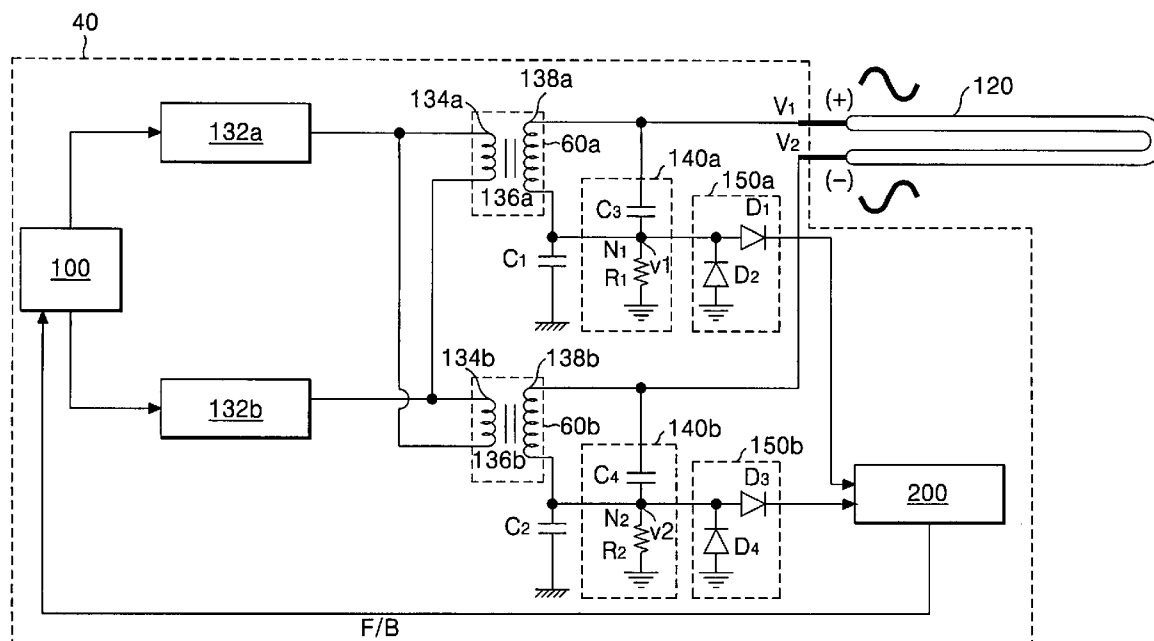 40
138a
134a
V1
(+)
120
132a
60a
140a
V2
136a
150a
(-)
C3
D1
100
C1
N1
v1
R1
D2
134b
138b
132b
60b
140b
136b
150b
C4
D3
200
C2
N2
v2
R2
D4
F/B